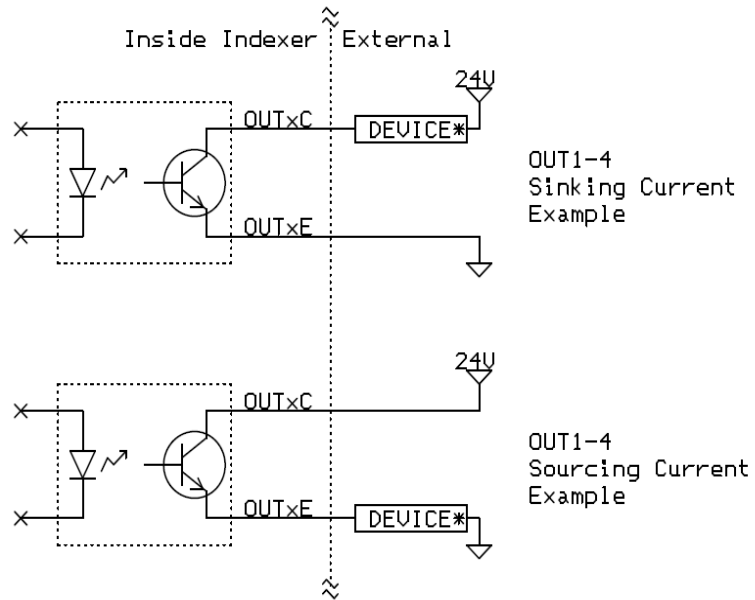 Inside Indexer External
24V
OUTxC
DEVICE*
OUT1-4
Sinking Current
Example
OUTxE
24V
OUTxC
OUT1-4
Sourcing Current
Example
OUTxE
DEVICE*